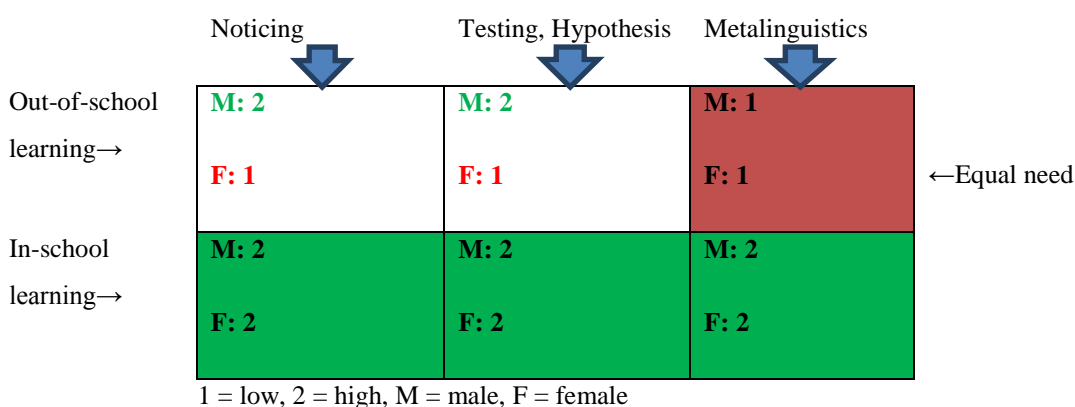 Noticing Testing, Hypothesis Metalinguistics
Out-of-school M: 2 M: 2 M: 1
learning→
F: 1 F: 1 F: 1 ←Equal need
In-school M: 2 M: 2 M: 2
learning→
F: 2 F: 2 F: 2
1 = low, 2 = high, M = male, F = female